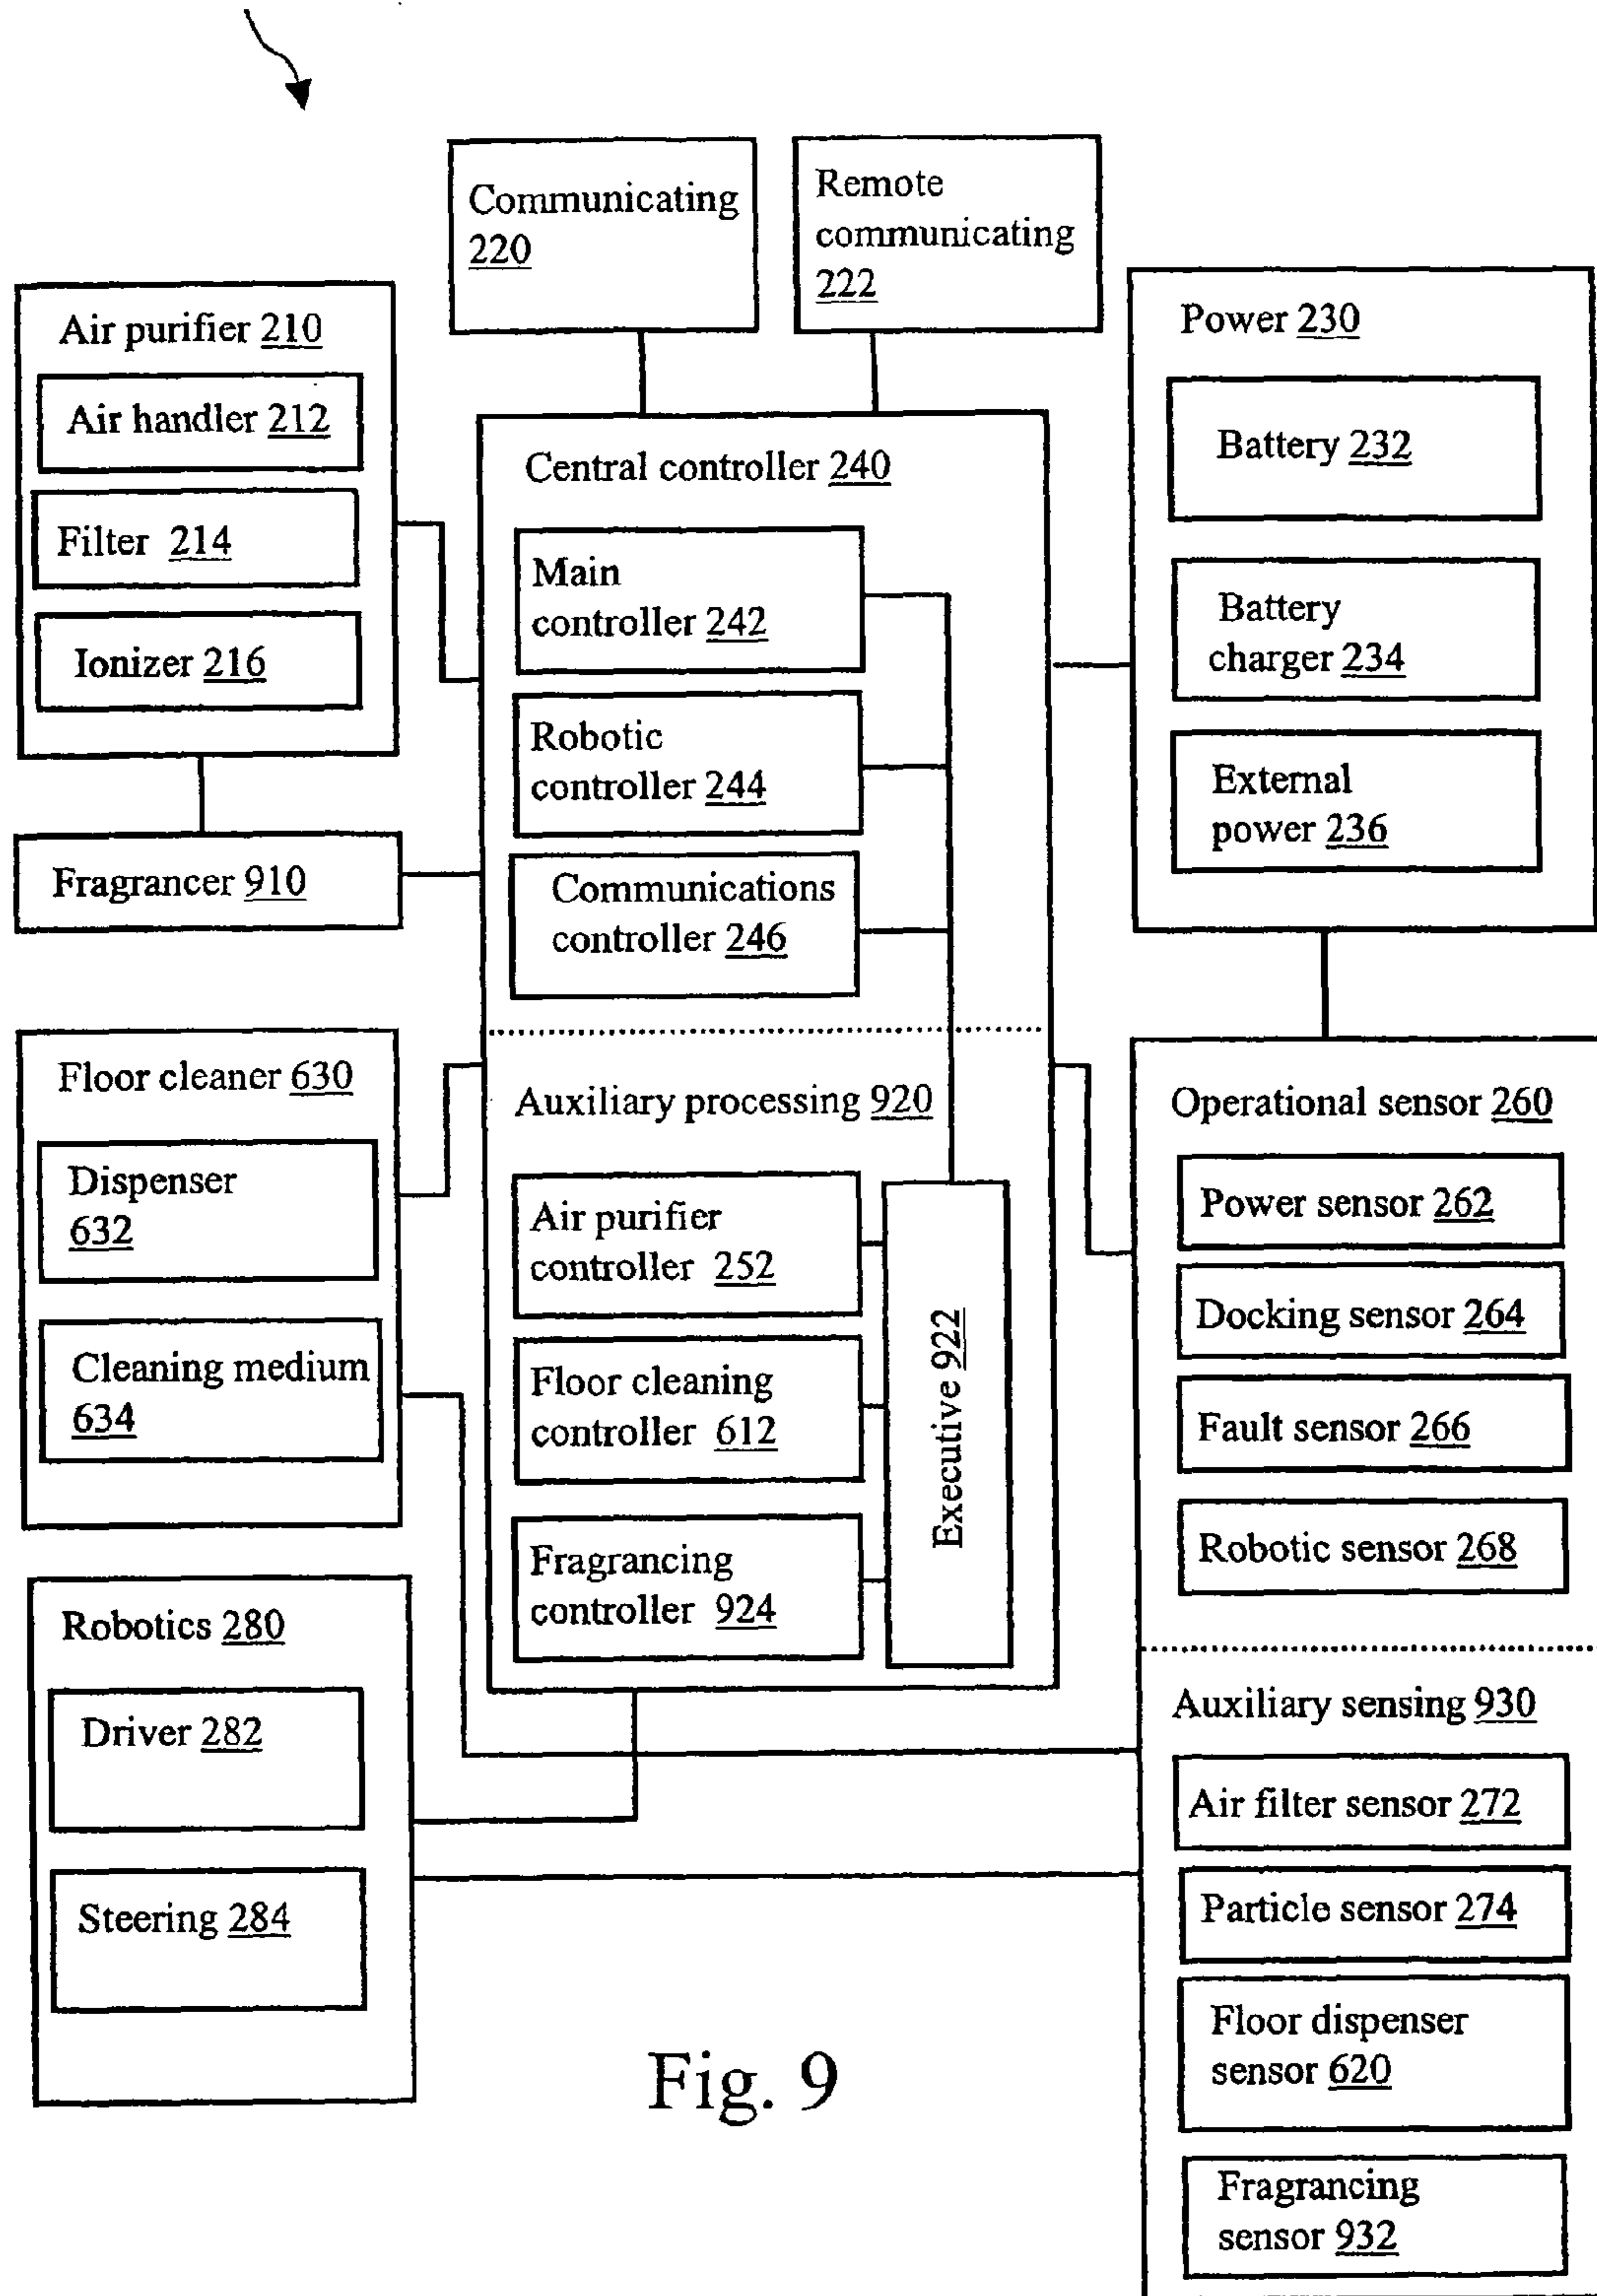 Communicating
220
Remote
communicating
222
Air purifier 210
Air handler 212
Filter 214
Ionizer 216
Fragrancer 910
Floor cleaner 630
Dispenser
632
Cleaning medium
634
Robotics 280
Driver 282
Steering 284
Central controller 240
Main
controller 242
Robotic
controller 244
Communications
controller 246
Auxiliary processing 920
Air purifier
controller 252
Floor cleaning
controller 612
Fragrancing
controller 924
Executive 922
Power 230
Battery 232
Battery
charger 234
External
power 236
Operational sensor 260
Power sensor 262
Docking sensor 264
Fault sensor 266
Robotic sensor 268
Auxiliary sensing 930
Air filter sensor 272
Particle sensor 274
Floor dispenser
sensor 620
Fragrancing
sensor 932
Fig. 9